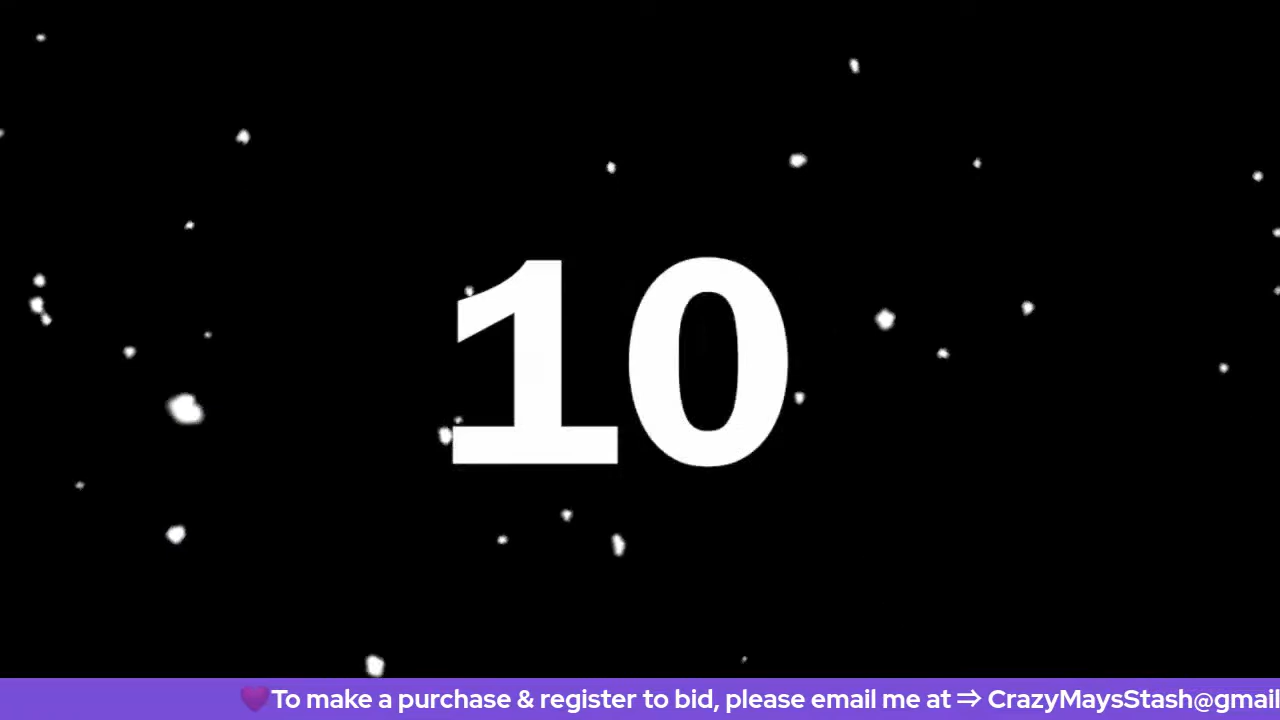 10
💜To make a purchase & register to bid, please email me at ⇒ CrazyMaysStash@gmail